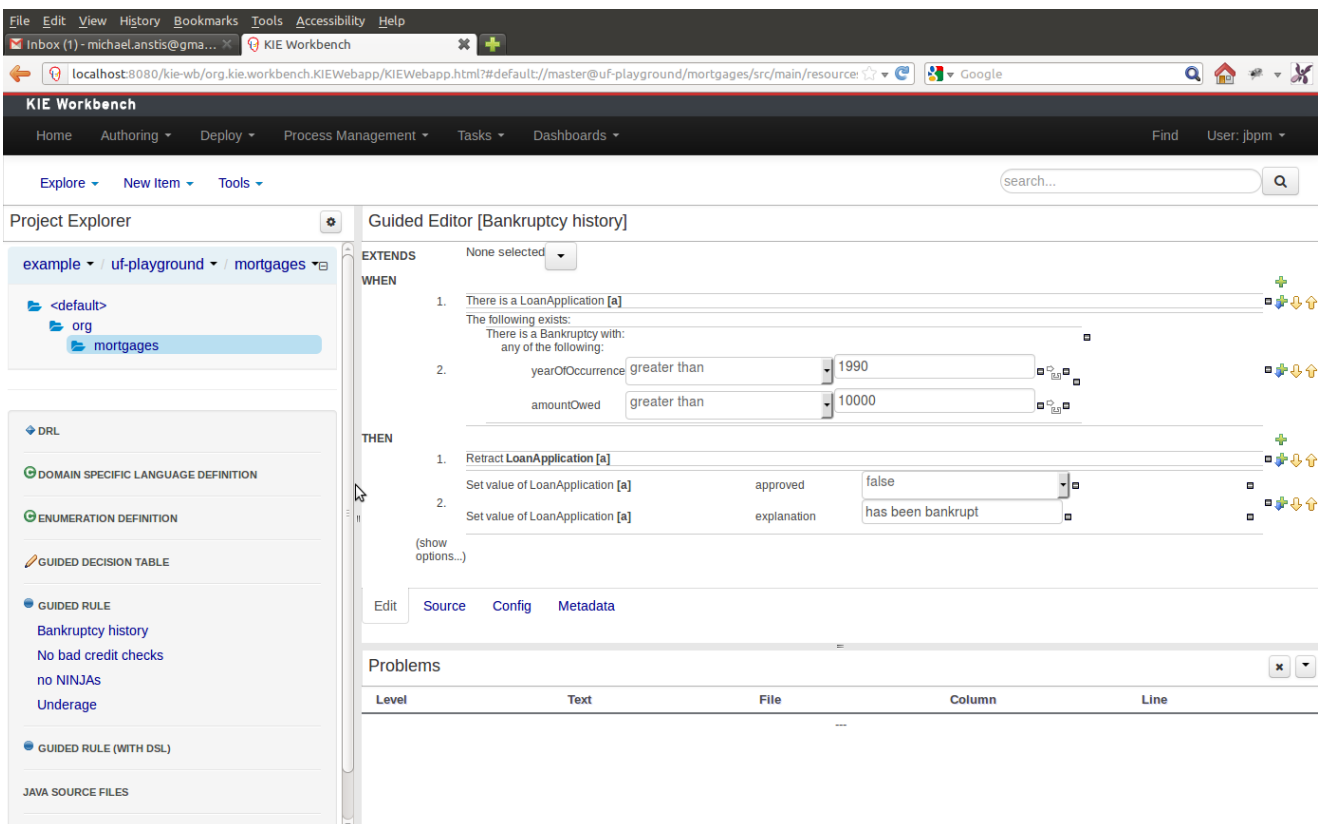 File Edit View History Bookmarks Tools Accessibility Help
Inbox (1) - michael.anstis@gma...
KIE Workbench
localhost:8080/kie-wb/org.kie.workbench.KIEWebapp/KIEWebapp.html?#default://master@uf-playground/mortgages/src/main/resource
Google
KIE Workbench
Home Authoring Deploy Process Management Tasks Dashboards Find User: jbpm
Explore New Item Tools search...
Project Explorer
example / uf-playground / mortgages
<default>
org
mortgages
DRL
DOMAIN SPECIFIC LANGUAGE DEFINITION
ENUMERATION DEFINITION
GUIDED DECISION TABLE
GUIDED RULE
Bankruptcy history
No bad credit checks
no NINJAs
Underage
GUIDED RULE (WITH DSL)
JAVA SOURCE FILES
Guided Editor [Bankruptcy history]
EXTENDS None selected
WHEN
1. There is a LoanApplication [a]
The following exists:
There is a Bankruptcy with:
any of the following:
2. yearOfOccurrence greater than 1990
amountOwed greater than 10000
THEN
1. Retract LoanApplication [a]
Set value of LoanApplication [a] approved false
2.
Set value of LoanApplication [a] explanation has been bankrupt
(show
options...)
Edit Source Config Metadata
Problems
Level Text File Column Line
---